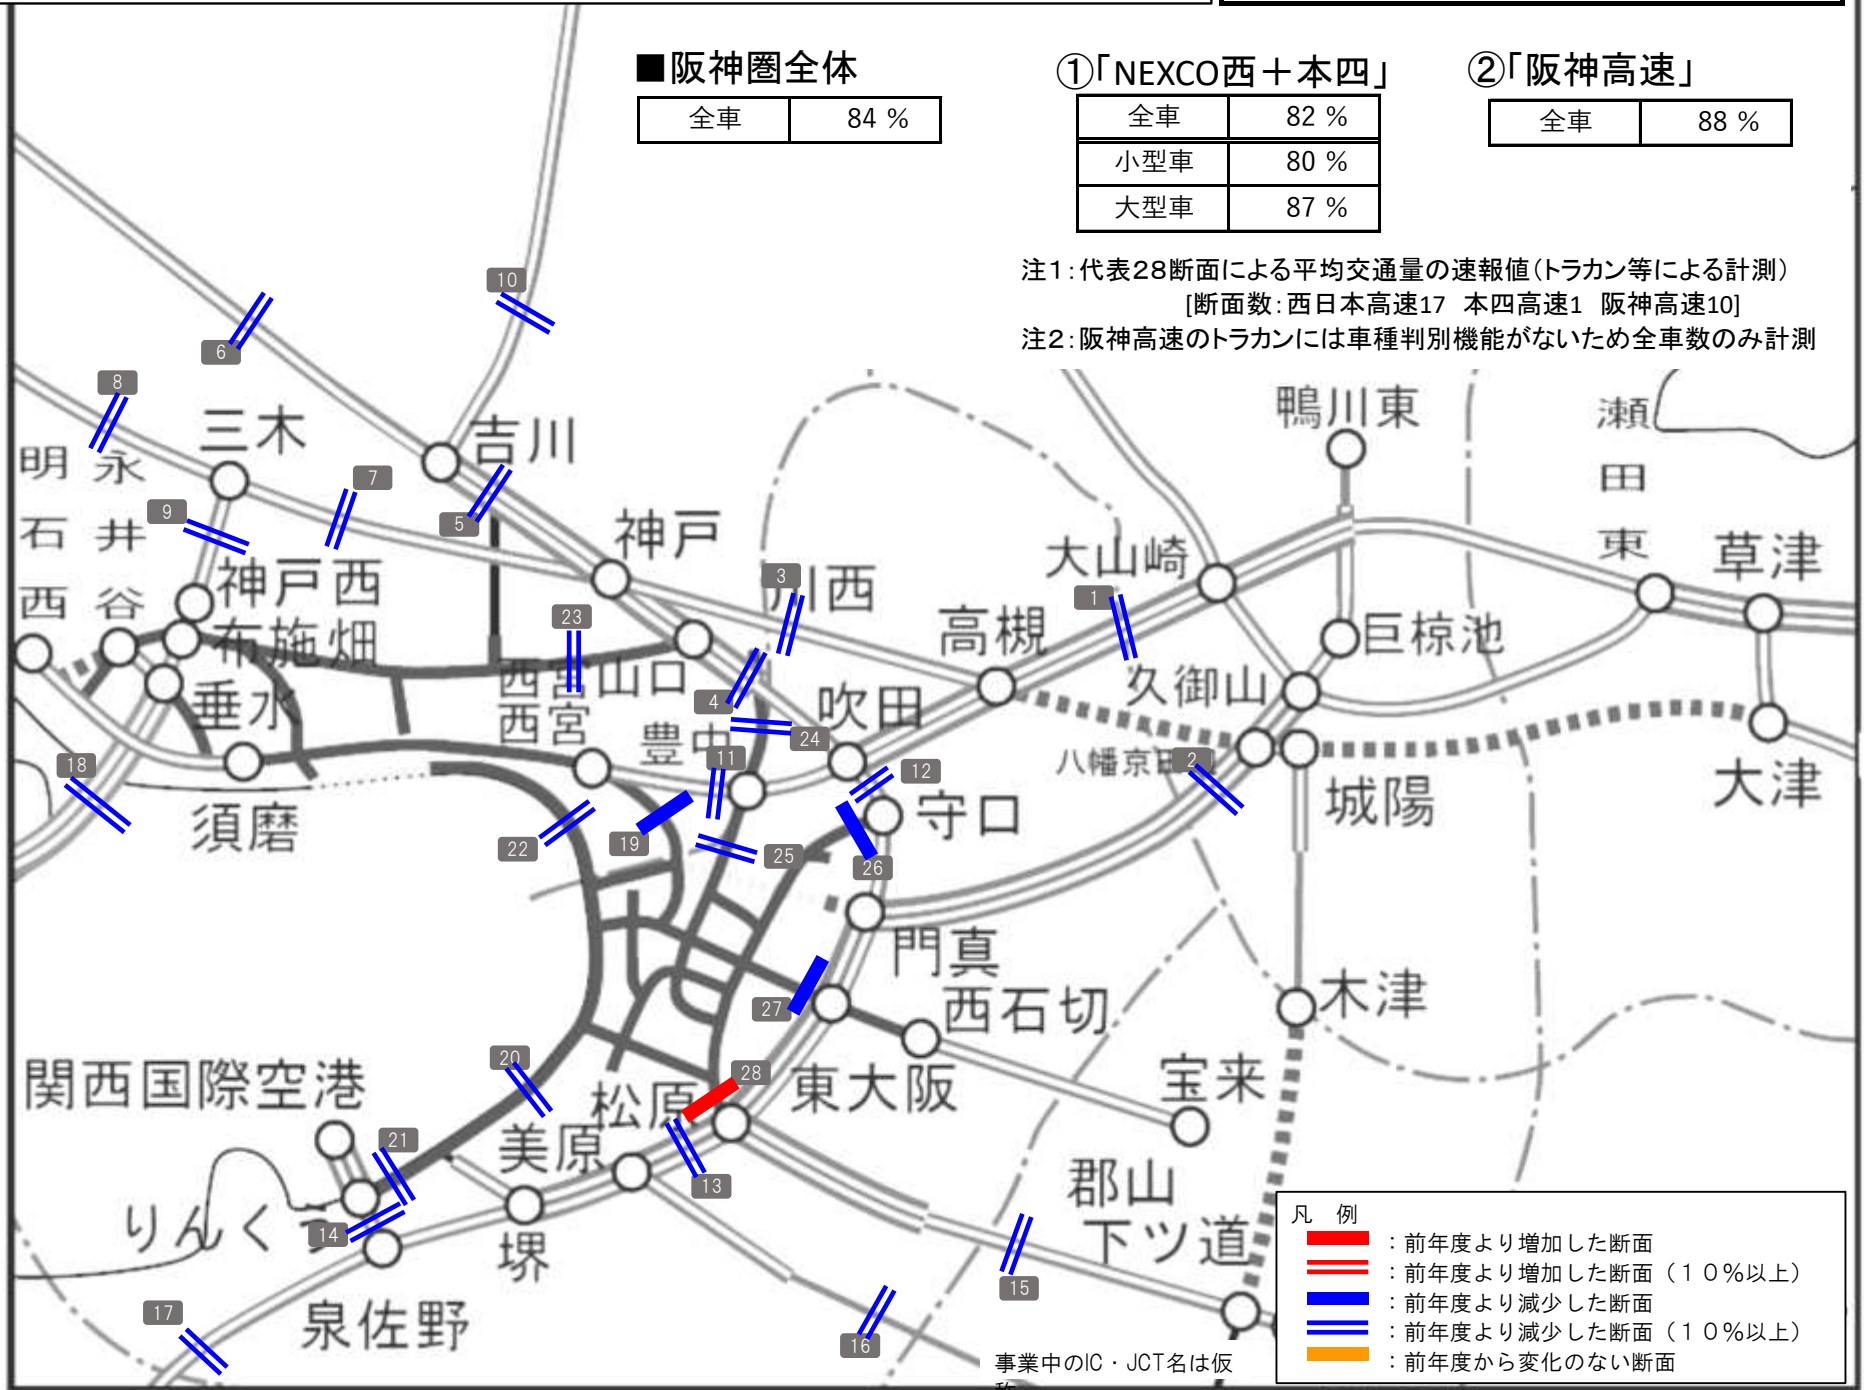 ■阪神圏全体
全車 84 %
①「NEXCO西＋本四」
全車 82 %
小型車 80 %
大型車 87 %
②「阪神高速」
全車 88 %
注1：代表28断面による平均交通量の速報値（トラカン等による計測）
[断面数：西日本高速17 本四高速1 阪神高速10]
注2：阪神高速のトラカンには車種判別機能がないため全車数のみ計測
10
6
8
三木
吉川
鴨川東
瀬田東
明石西
永井谷
7
9
5
神戸
大山崎
草津
神戸西
3
川西
1
23
高槻
巨椋池
布施畑
西宮山口
久御山
垂水
4
吹田
西宮
豊中
24
18
11
12
八幡京田
2
大津
須磨
守口
城陽
22
19
25
26
門真
27
西石切
木津
関西国際空港
20
28
松原
東大阪
宝来
21
美原
13
郡山下ツ道
りんくう
14
堺
15
17
泉佐野
16
事業中のIC・JCT名は仮
称
凡 例
：前年度より増加した断面
：前年度より増加した断面（１０％以上）
：前年度より減少した断面
：前年度より減少した断面（１０％以上）
：前年度から変化のない断面